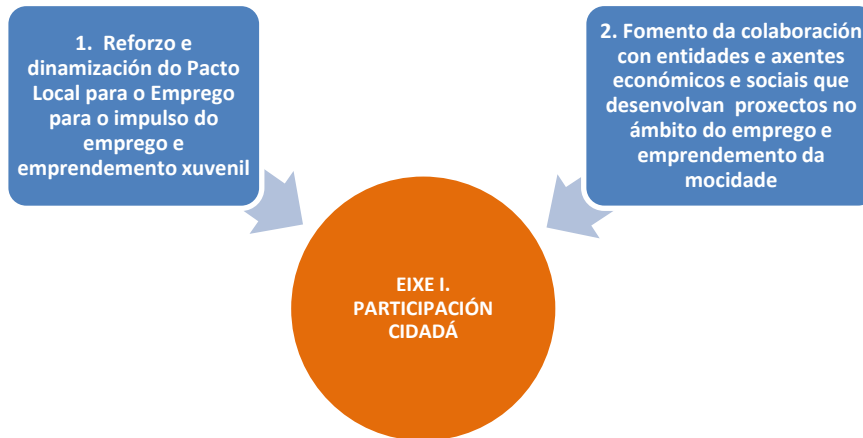 1. Reforzo e
dinamización do Pacto
Local para o Emprego
para o impulso do
emprego e
emprendemento xuvenil
2. Fomento da colaboración
con entidades e axentes
económicos e sociais que
desenvolvan proxectos no
ámbito do emprego e
emprendemento da
mocidade
EIXE I.
PARTICIPACIÓN
CIDADÁ